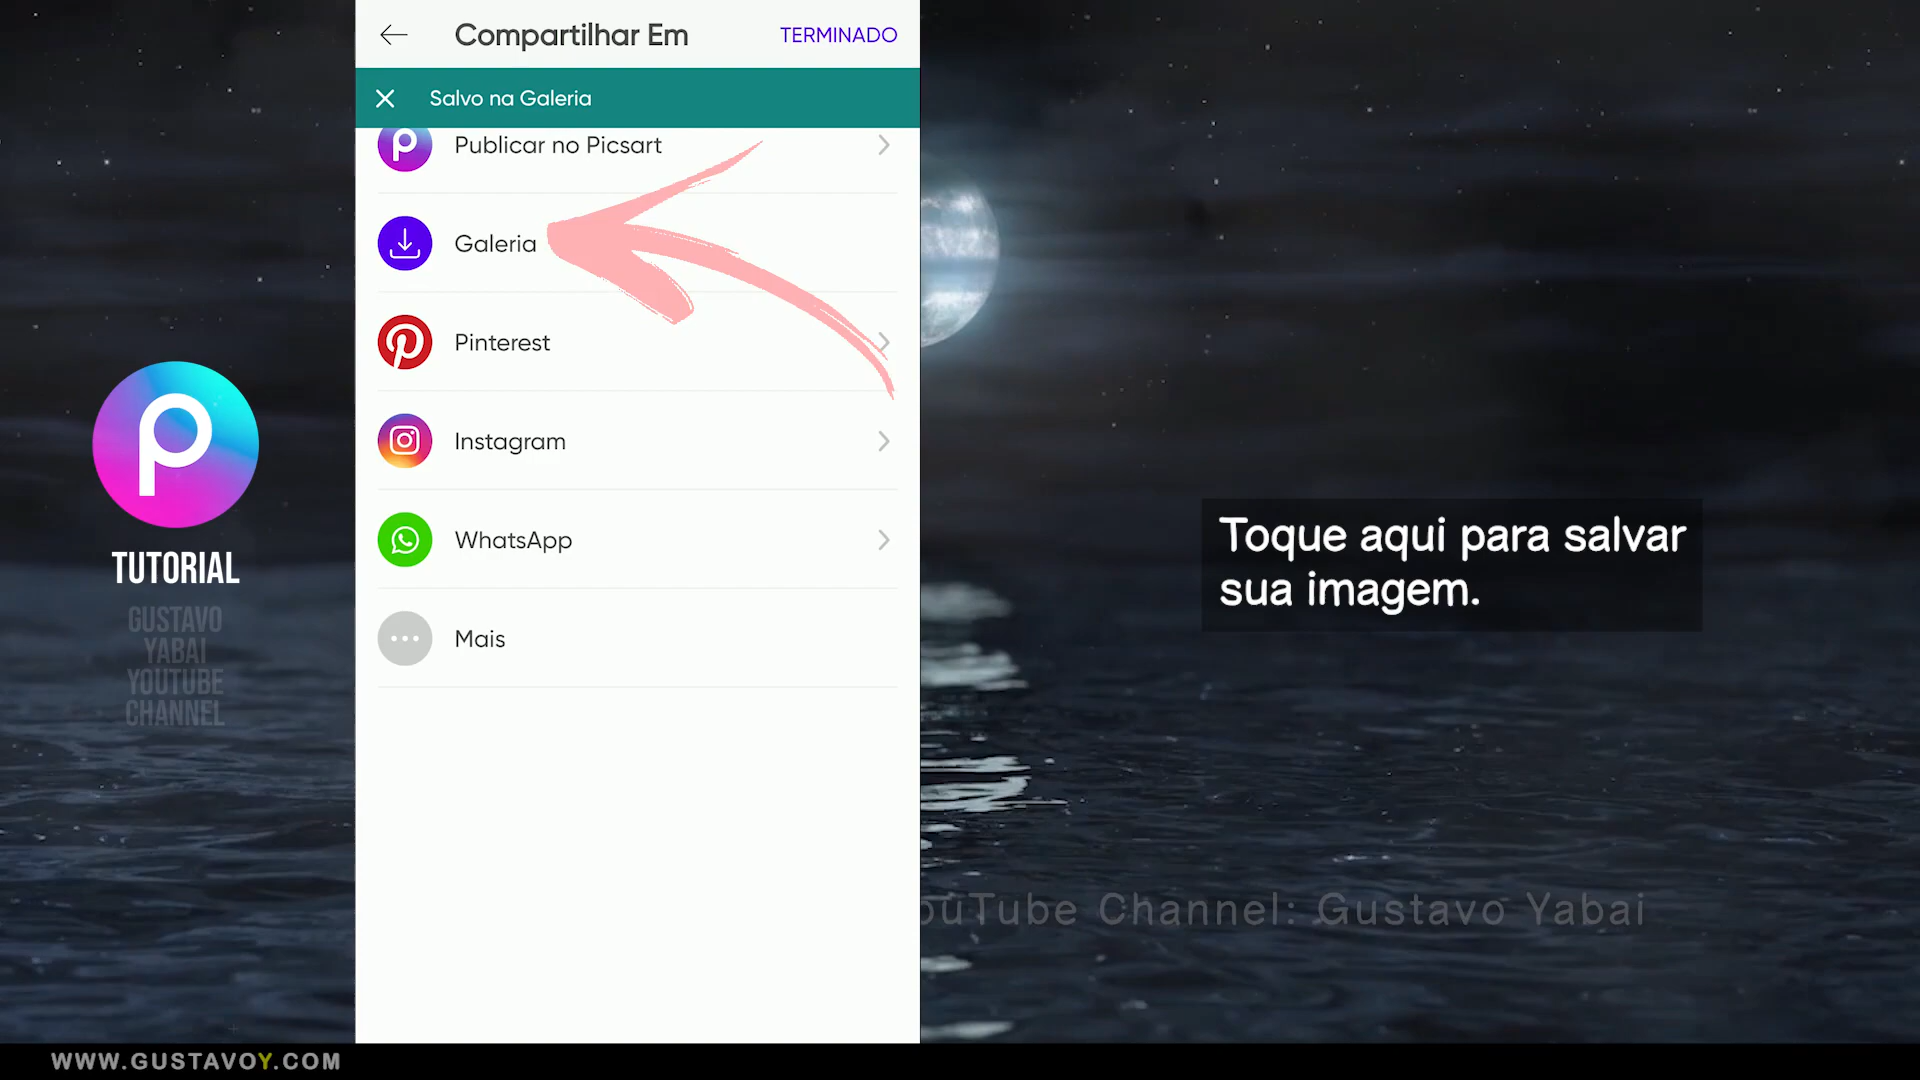 Compartilhar Em
TERMINADO
Salvo na Galeria
Publicar no Picsart
Galeria
Pinterest
Instagram
WhatsApp
Mais
TUTORIAL
GUSTAVO
YABAI
YOUTUBE
CHANNEL
Toque aqui para salvar
sua imagem.
ouTube Channel: Gustavo Yabai
WWW.GUSTAVOY.COM